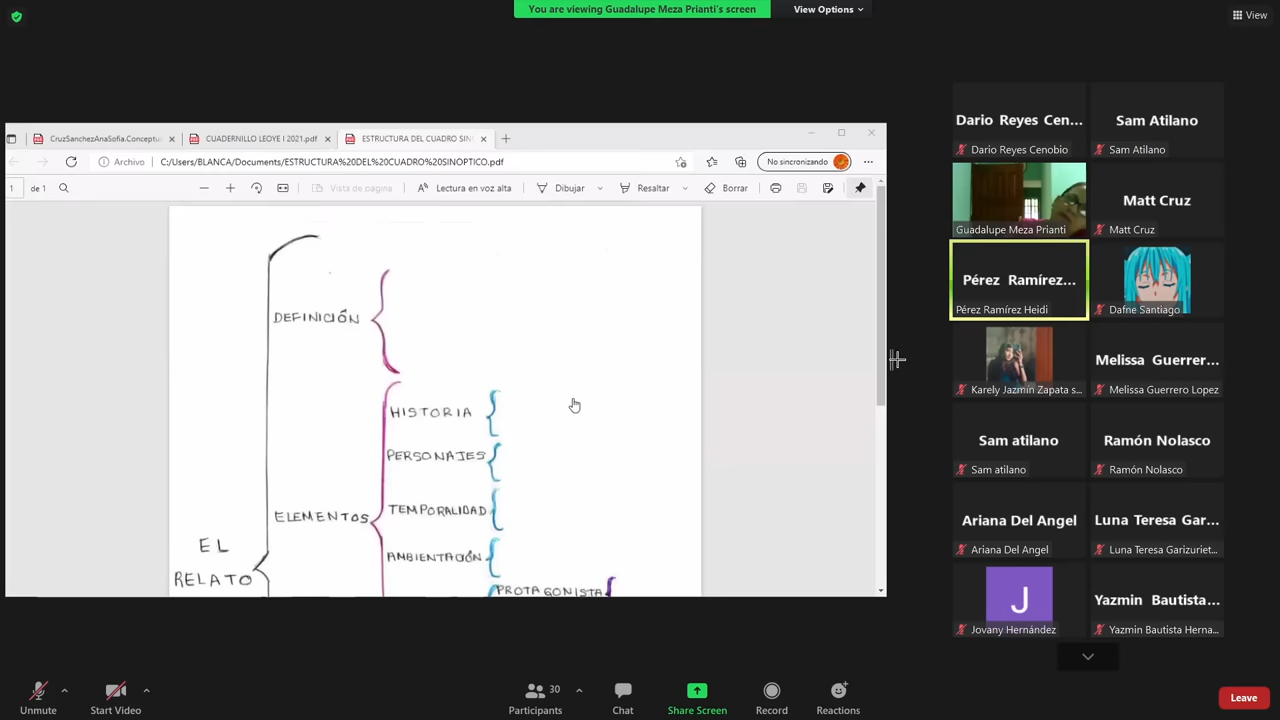 You are viewing Guadalupe Meza Prianti's screen
View Options
View
CruzSanchezAnaSofia.Conceptu
CUADERNILLO LEOYE I 2021.pdf
ESTRUCTURA DEL CUADRO SIN
Archivo
C:/Users/BLANCA/Documents/ESTRUCTURA%20DEL%20CUADRO%20SINOPTICO.pdf
No sincronizando
1
de 1
Vista de pagina
Lectura en voz alta
Dibujar
Resaltar
Borrar
DEFINICIÓN
HISTORIA
PERSONAJES
TEMPORALIDAD
ELEMENTOS
AMBIENTACIÓN
EL
RELATO
PROTAGONISTA
Dario Reyes Cen...
Dario Reyes Cenobio
Sam Atilano
Sam Atilano
Guadalupe Meza Prianti
Matt Cruz
Matt Cruz
Pérez Ramírez...
Pérez Ramírez Heidi
Dafne Santiago
Karely Jazmín Zapata s...
Melissa Guerrer...
Melissa Guerrero Lopez
Sam atilano
Sam atilano
Ramón Nolasco
Ramón Nolasco
Ariana Del Angel
Ariana Del Angel
Luna Teresa Gar...
Luna Teresa Garizuriet...
J
Jovany Hernández
Yazmin Bautista...
Yazmin Bautista Herna...
Unmute
Start Video
30
Participants
Chat
Share Screen
Record
Reactions
Leave